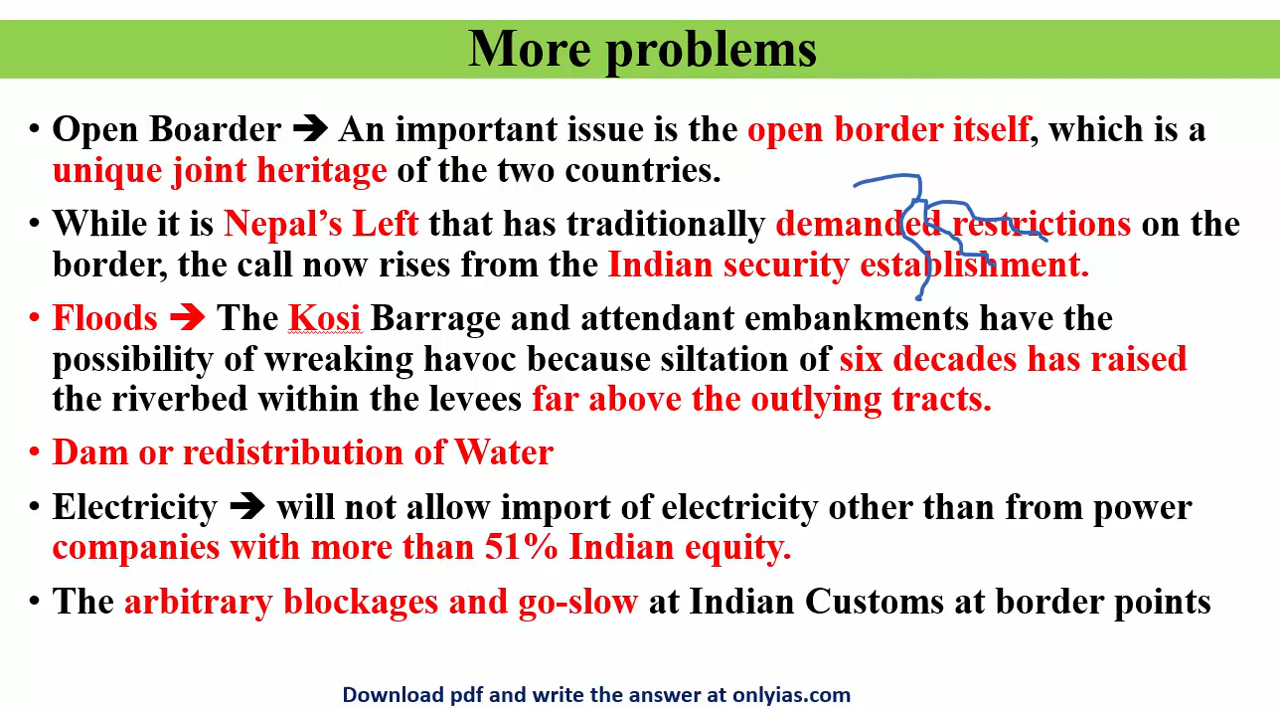 More problems
• Open Boarder ➔ An important issue is the open border itself, which is a
unique joint heritage of the two countries.
• While it is Nepal’s Left that has traditionally demanded restrictions on the
border, the call now rises from the Indian security establishment.
• Floods ➔ The Kosi Barrage and attendant embankments have the
possibility of wreaking havoc because siltation of six decades has raised
the riverbed within the levees far above the outlying tracts.
• Dam or redistribution of Water
• Electricity ➔ will not allow import of electricity other than from power
companies with more than 51% Indian equity.
• The arbitrary blockages and go-slow at Indian Customs at border points
Download pdf and write the answer at onlyias.com